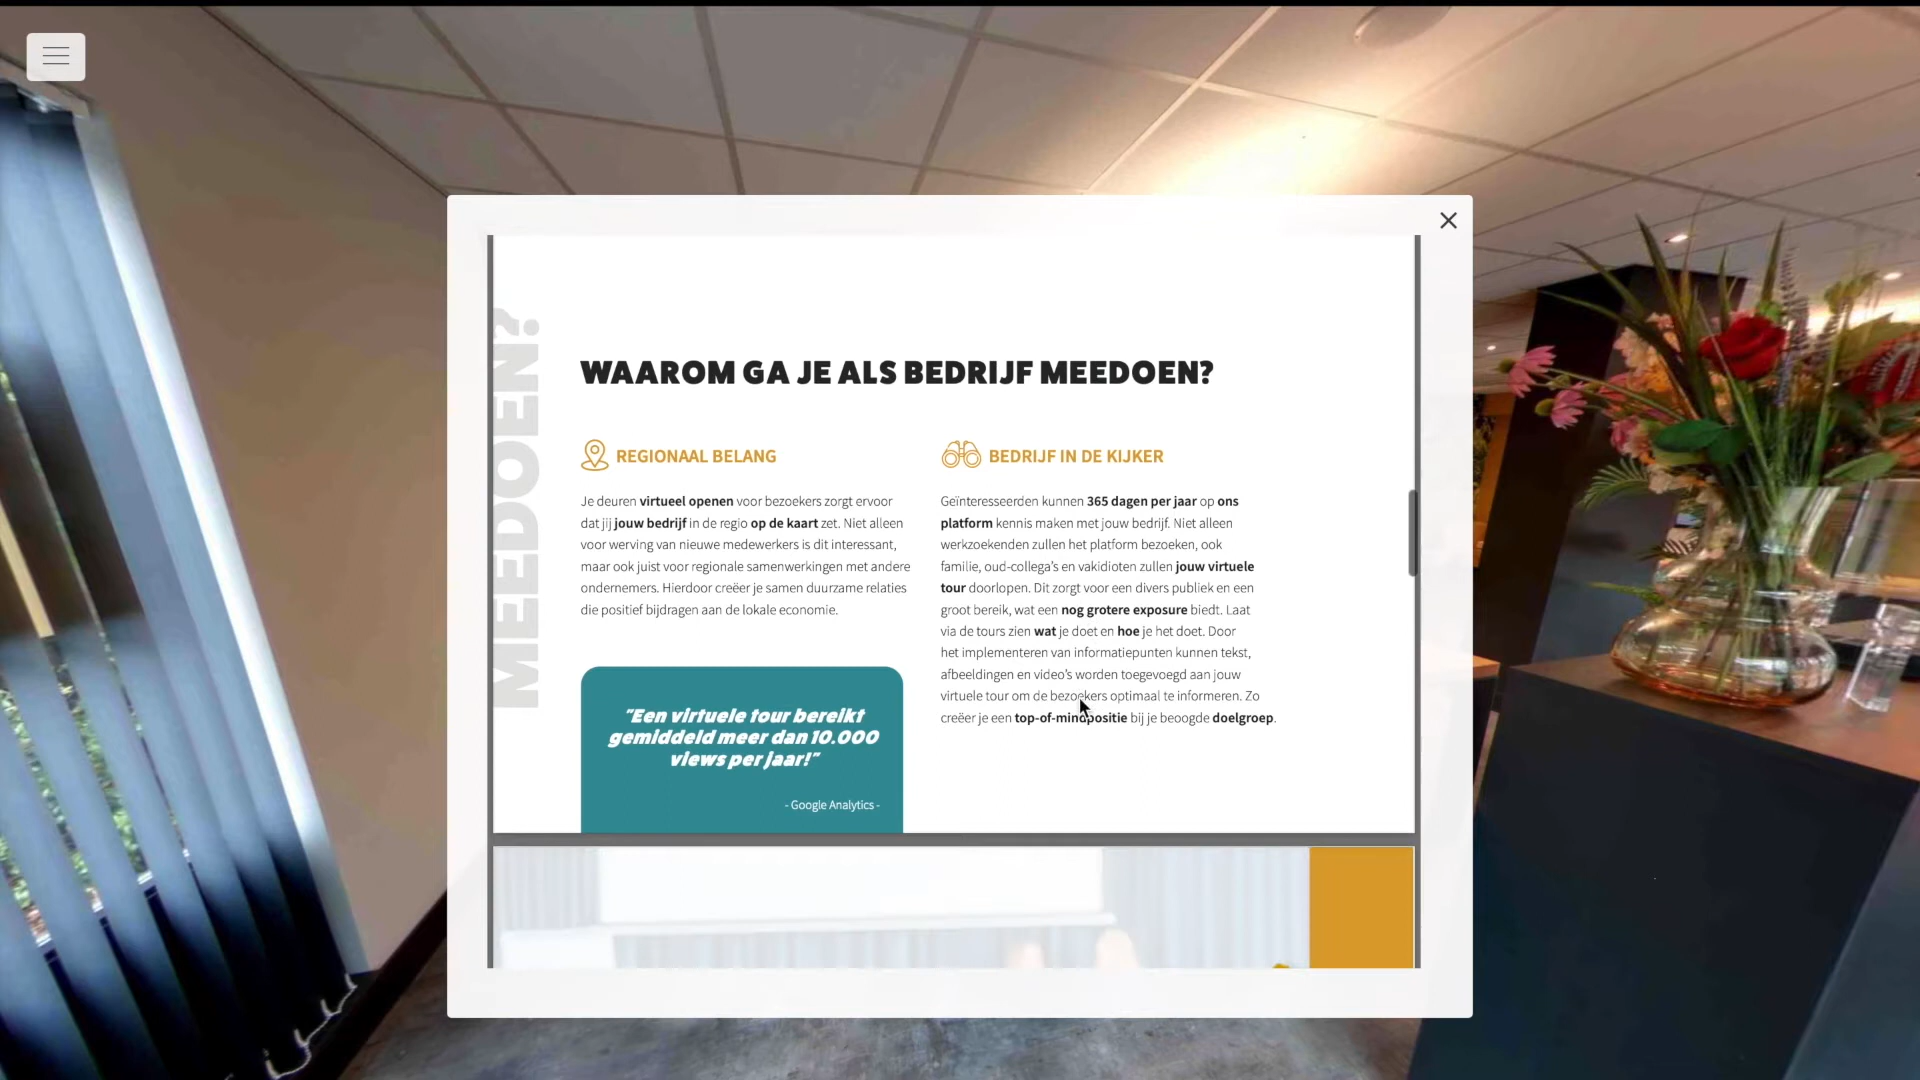 MEEDOEN?
WAAROM GA JE ALS BEDRIJF MEEDOEN?
REGIONAAL BELANG
Je deuren virtueel openen voor bezoekers zorgt ervoor
dat jij jouw bedrijf in de regio op de kaart zet. Niet alleen
voor werving van nieuwe medewerkers is dit interessant,
maar ook juist voor regionale samenwerkingen met andere
ondernemers. Hierdoor creëer je samen duurzame relaties
die positief bijdragen aan de lokale economie.
"Een virtuele tour bereikt
gemiddeld meer dan 10.000
views per jaar!"
- Google Analytics -
BEDRIJF IN DE KIJKER
Geïnteresseerden kunnen 365 dagen per jaar op ons
platform kennis maken met jouw bedrijf. Niet alleen
werkzoekenden zullen het platform bezoeken, ook
familie, oud-collega's en vakidioten zullen jouw virtuele
tour doorlopen. Dit zorgt voor een divers publiek en een
groot bereik, wat een nog grotere exposure biedt. Laat
via de tours zien wat je doet en hoe je het doet. Door
het implementeren van informatiepunten kunnen tekst,
afbeeldingen en video's worden toegevoegd aan jouw
virtuele tour om de bezoekers optimaal te informeren. Zo
creëer je een top-of-mind positie bij je beoogde doelgroep.